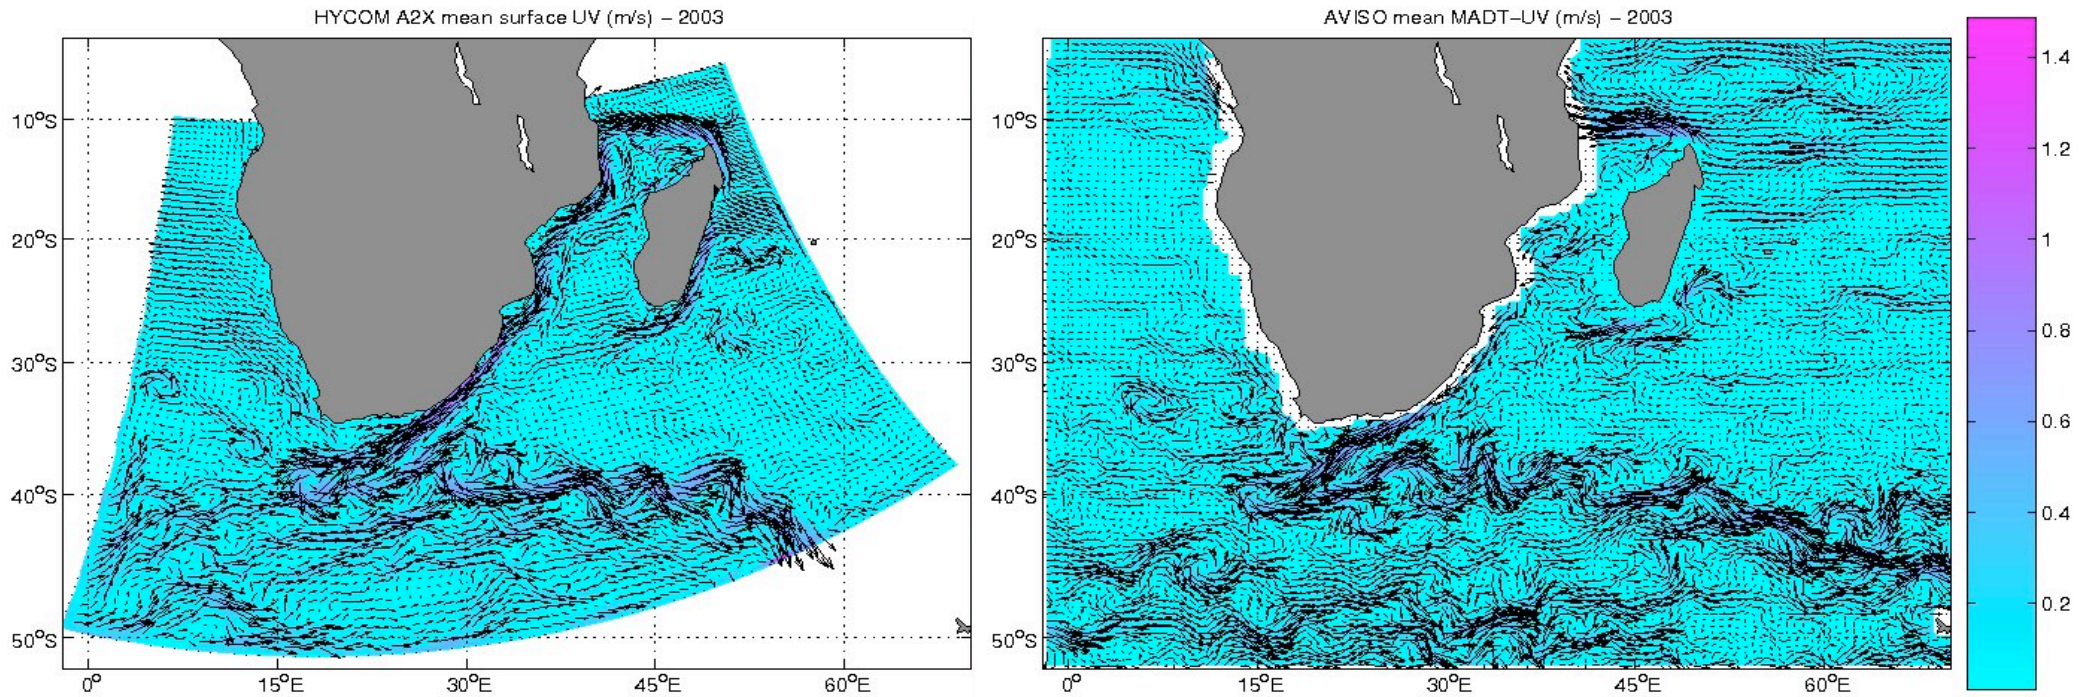 HYCOM A2X mean surface UV (m/s) – 2003
AVISO mean MADT–UV (m/s) – 2003
10°S
20°S
30°S
40°S
50°S
0°
15°E
30°E
45°E
60°E
10°S
20°S
30°S
40°S
50°S
0°
15°E
30°E
45°E
60°E
1.4
1.2
1
0.8
0.6
0.4
0.2